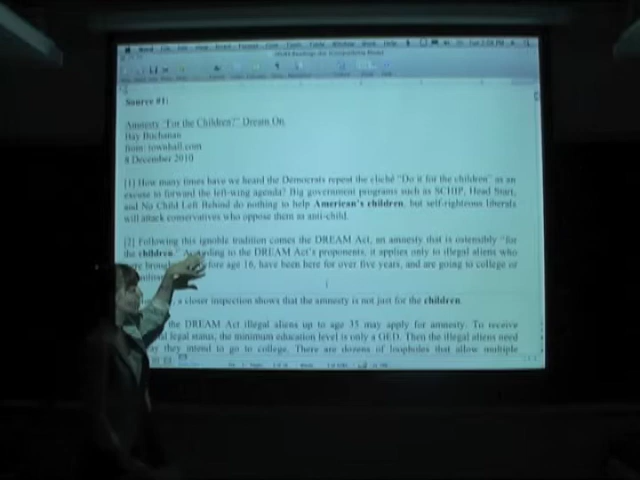 Source #1:
Amnesty "For the Children?" Dream On.
Bay Buchanan
from: townhall.com
8 December 2010
[1] How many times have we heard the Democrats repeat the cliché "Do it for the children" as an
excuse to forward the left-wing agenda? Big government programs such as SCHIP, Head Start,
and No Child Left Behind do nothing to help American's children, but self-righteous liberals
will attack conservatives who oppose them as anti-child.
[2] Following this ignoble tradition comes the DREAM Act, an amnesty that is ostensibly "for
the children." According to the DREAM Act's proponents, it applies only to illegal aliens who
were brought before age 16, have been here for over five years, and are going to college or
a closer inspection shows that the amnesty is not just for the children.
the DREAM Act illegal aliens up to age 35 may apply for amnesty. To receive
legal status, the minimum education level is only a GED. Then the illegal aliens need
say they intend to go to college. There are dozens of loopholes that allow multiple